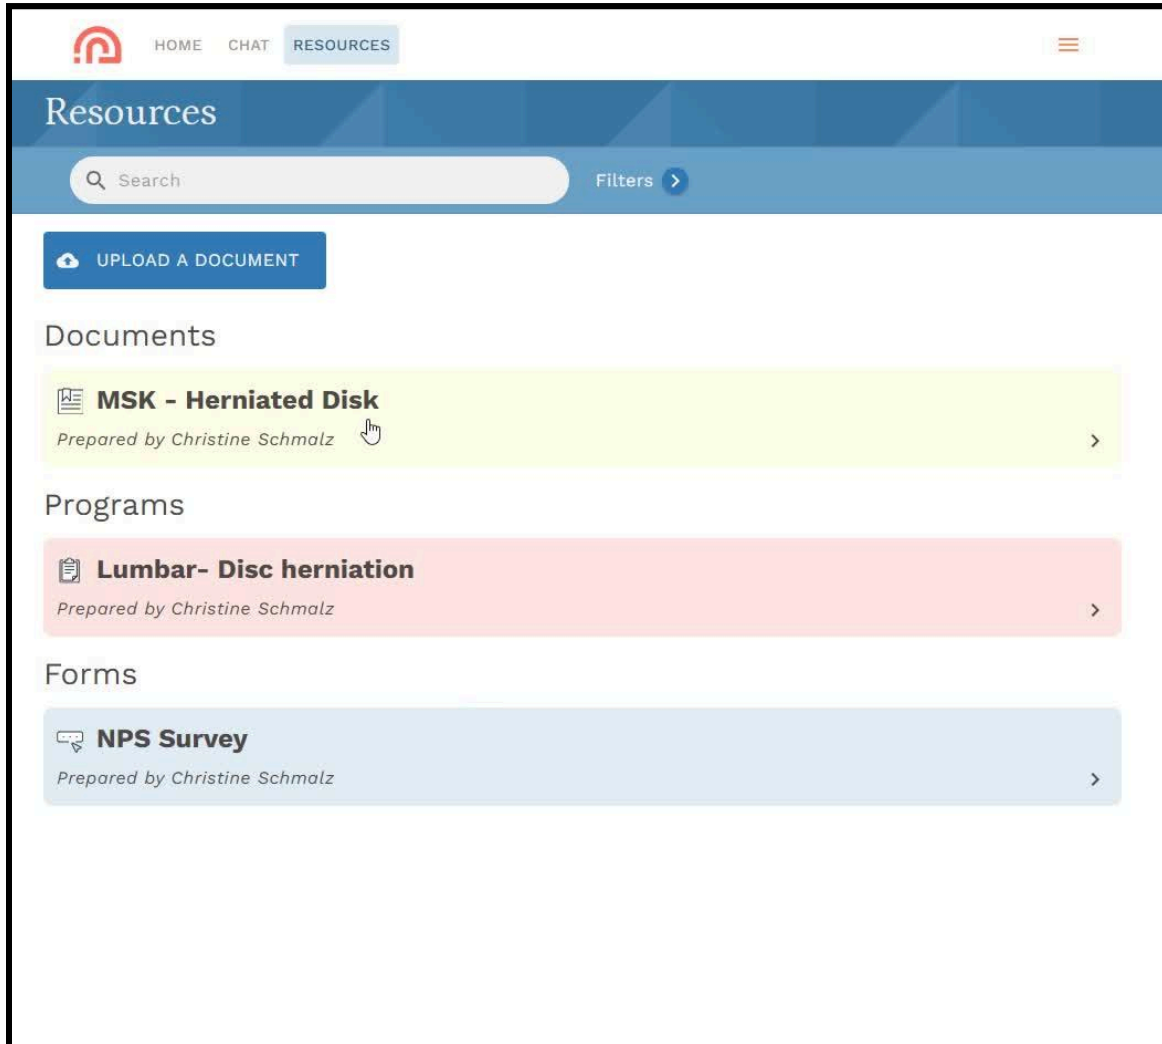 HOME CHAT RESOURCES
Resources
Search Filters
UPLOAD A DOCUMENT
Documents
MSK - Herniated Disk
Prepared by Christine Schmalz
Programs
Lumbar- Disc herniation
Prepared by Christine Schmalz
Forms
NPS Survey
Prepared by Christine Schmalz